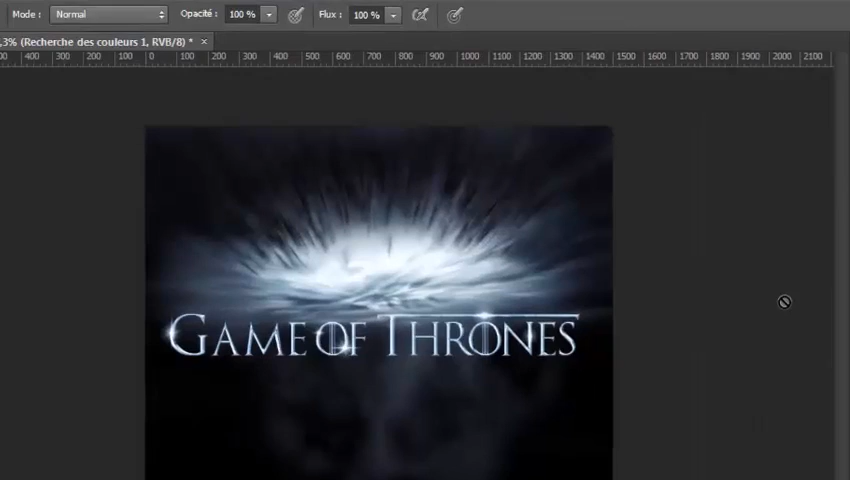 Mode : Normal Opacité : 100 % Flux : 100 %
,3% (Recherche des couleurs 1, RVB/8) * ×
00 400 300 200 100 0 100 200 300 400 500 600 700 800 900 1000 1100 1200 1300 1400 1500 1600 1700 1800 1900 2000 2100
GAME OF THRONES